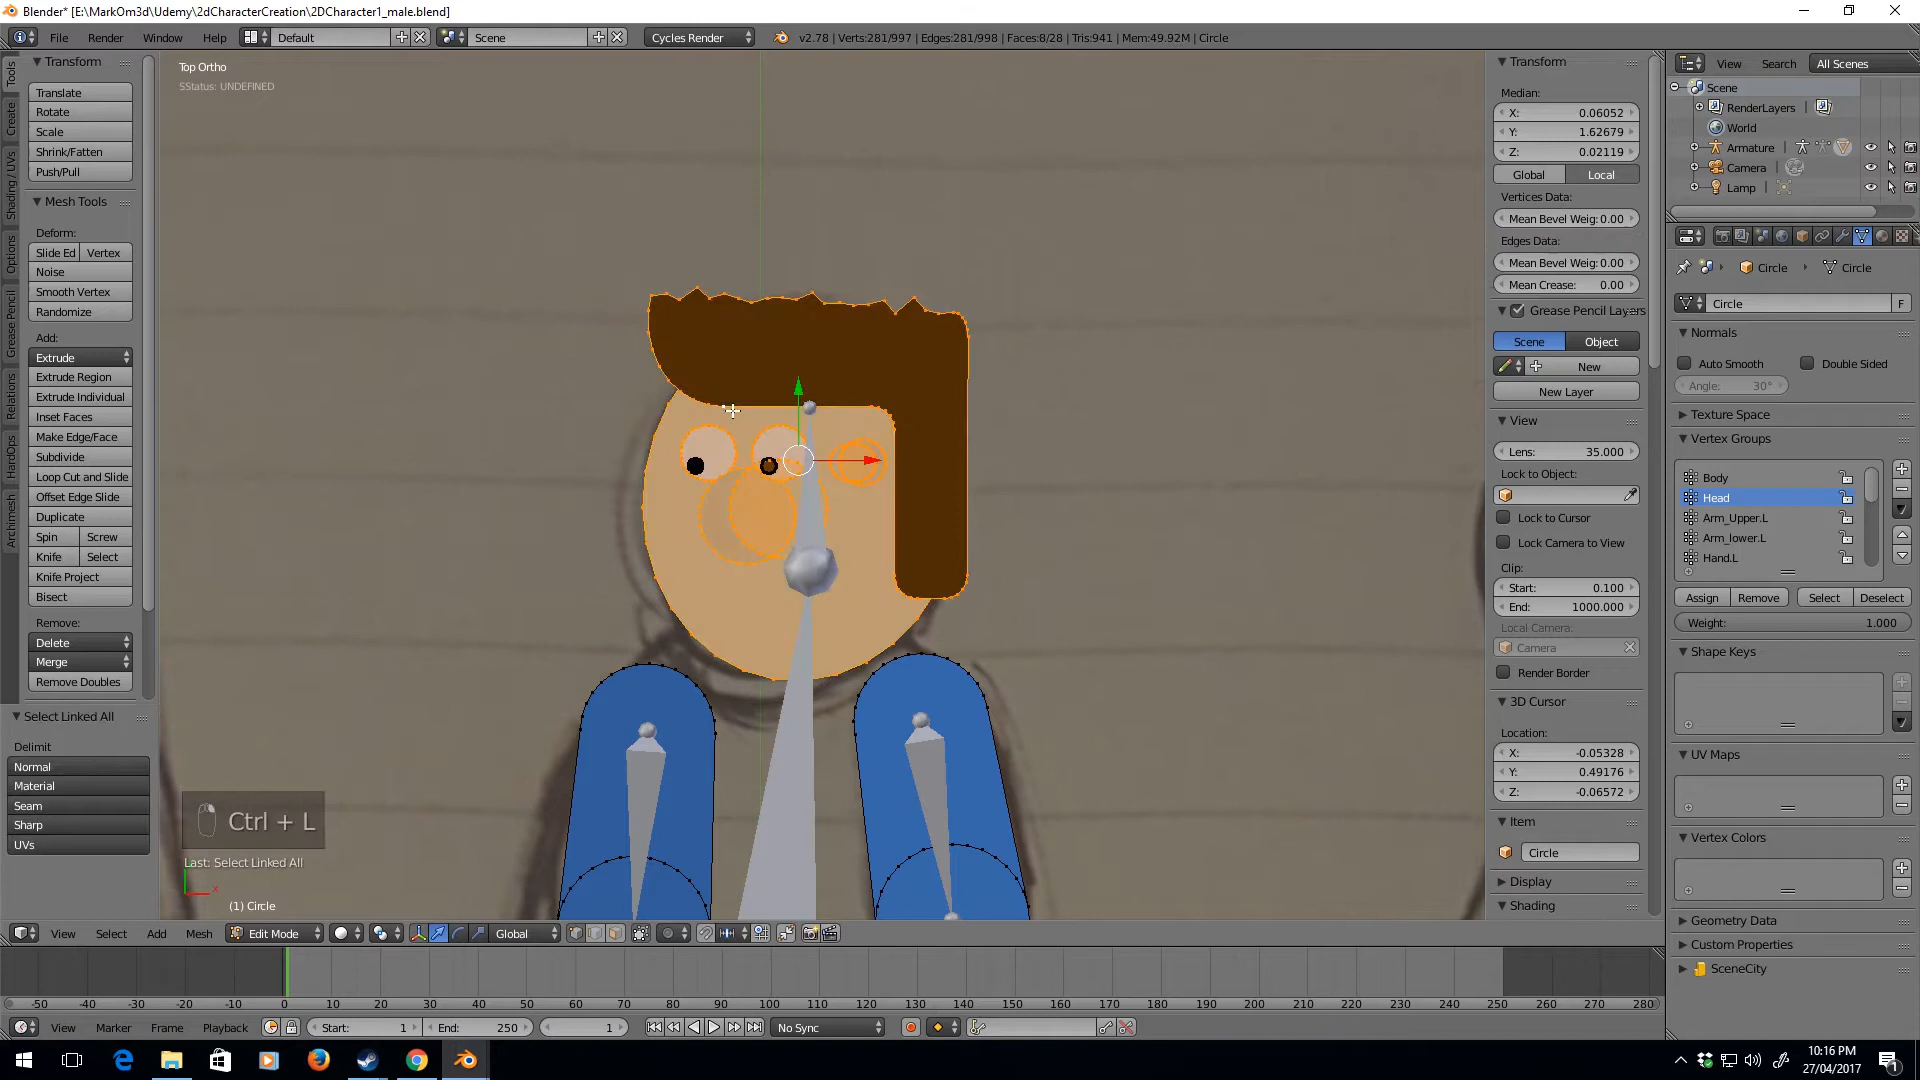 Blender* [E:\MarkOm3d\Udemy\2dCharacterCreation\2DCharacter1_male.blend]
File Render Window Help Default Scene Cycles Render v2.78 | Verts:281/997 | Edges:281/998 | Faces:8/28 | Tris:941 | Mem:49.92M | Circle
Tools
Create
Shading / UVs
Options
Grease Pencil
Relations
HardOps
Archimesh
Transform
Translate
Rotate
Scale
Shrink/Fatten
Push/Pull
Mesh Tools
Deform:
Slide Ed Vertex
Noise
Smooth Vertex
Randomize
Add:
Extrude
Extrude Region
Extrude Individual
Inset Faces
Make Edge/Face
Subdivide
Loop Cut and Slide
Offset Edge Slide
Duplicate
Spin Screw
Knife Select
Knife Project
Bisect
Remove:
Delete
Merge
Remove Doubles
Select Linked All
Delimit
Normal
Material
Seam
Sharp
UVs
Top Ortho
SStatus: UNDEFINED
Ctrl + L
Last: Select Linked All
x
(1) Circle
View Select Add Mesh Edit Mode Global
Transform
Median:
X: 0.06052
Y: 1.62679
Z: 0.02119
Global Local
Vertices Data:
Mean Bevel Weig: 0.00
Edges Data:
Mean Bevel Weig: 0.00
Mean Crease: 0.00
Grease Pencil Layers
Scene Object
New
New Layer
View
Lens: 35.000
Lock to Object:
Lock to Cursor
Lock Camera to View
Clip:
Start: 0.100
End: 1000.000
Local Camera:
Camera
Render Border
3D Cursor
Location:
X: -0.05328
Y: 0.49176
Z: -0.06572
Item
Circle
Display
Shading
View Search All Scenes
Scene
RenderLayers
World
Armature
Camera
Lamp
Circle Circle
Circle F
Normals
Auto Smooth Double Sided
Angle: 30°
Texture Space
Vertex Groups
Body
Head
Arm_Upper.L
Arm_lower.L
Hand.L
Assign Remove Select Deselect
Weight: 1.000
Shape Keys
UV Maps
Vertex Colors
Geometry Data
Custom Properties
SceneCity
-50 -40 -30 -20 -10 0 10 20 30 40 50 60 70 80 90 100 110 120 130 140 150 160 170 180 190 200 210 220 230 240 250 260 270 280
View Marker Frame Playback Start: 1 End: 250 1 No Sync
10:16 PM
27/04/2017
1